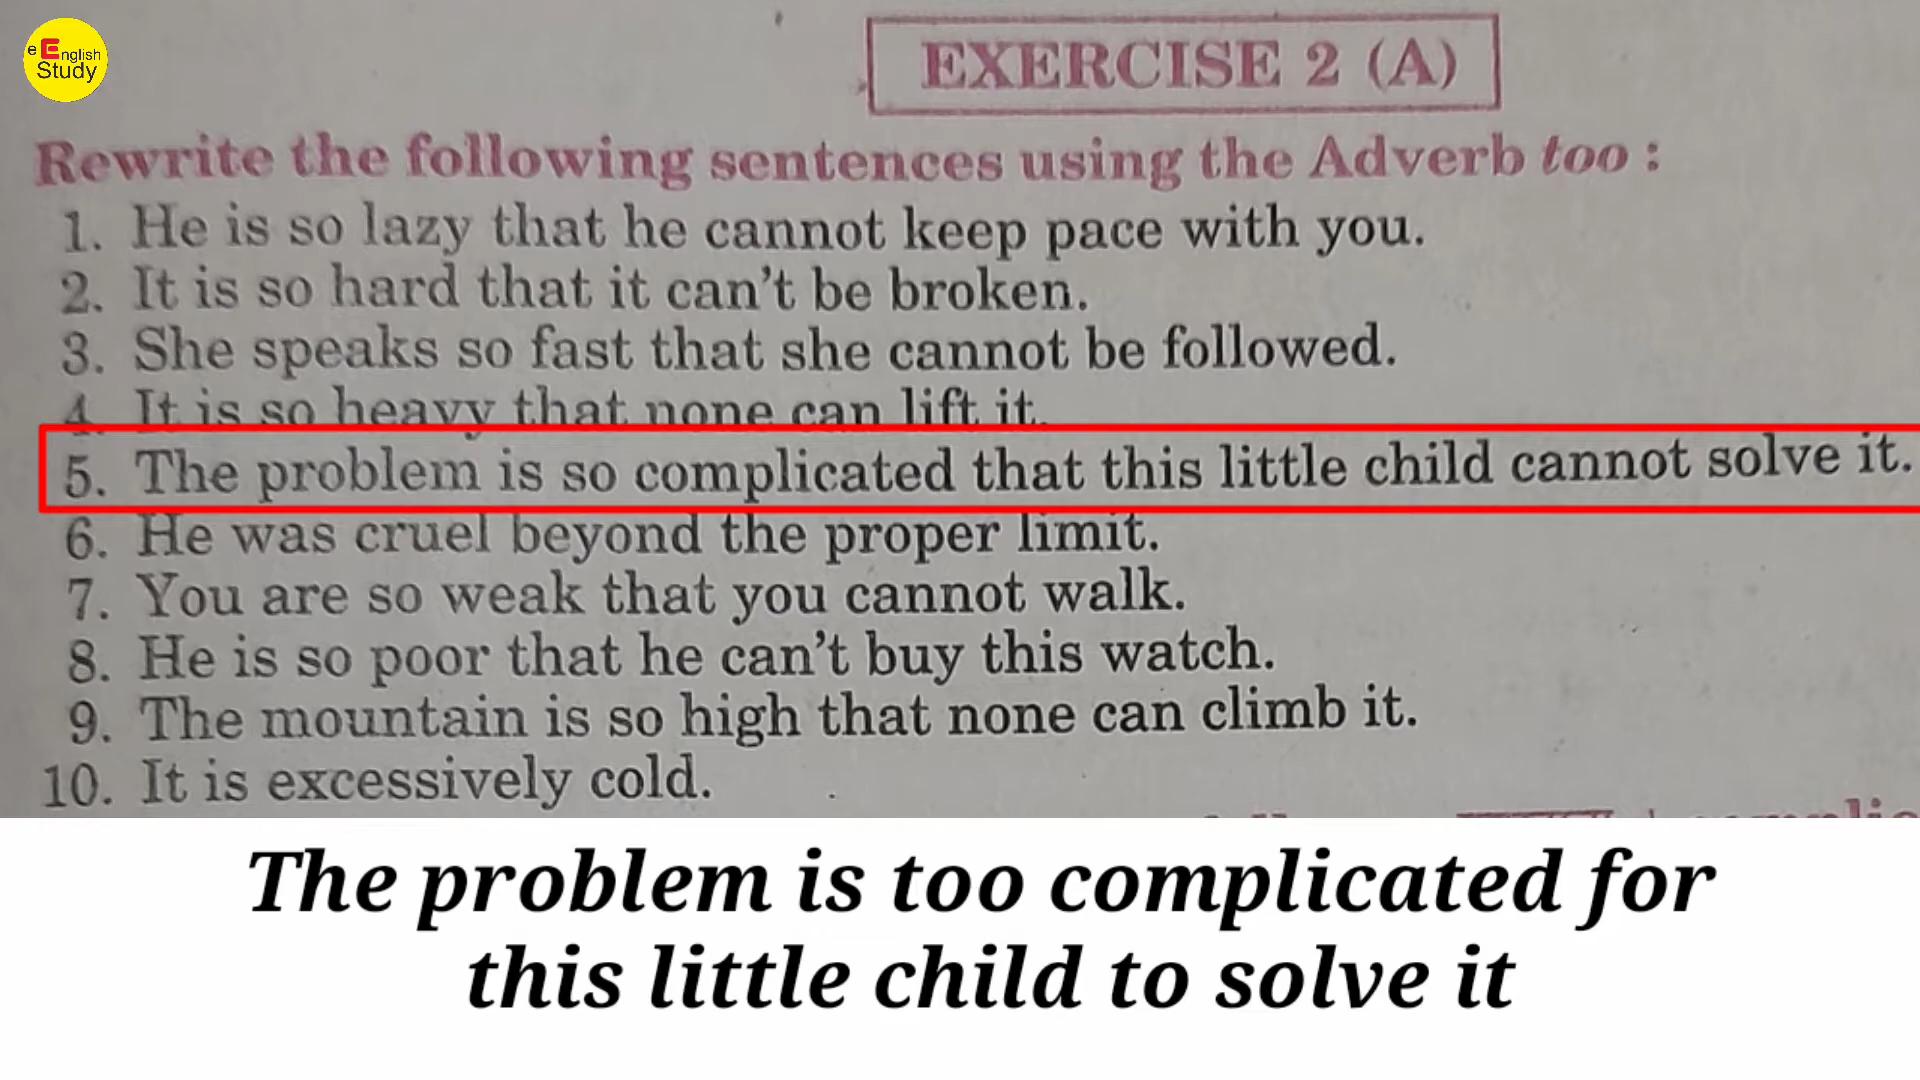 e English
Study
EXERCISE 2 (A)
Rewrite the following sentences using the Adverb too :
1. He is so lazy that he cannot keep pace with you.
2. It is so hard that it can't be broken.
3. She speaks so fast that she cannot be followed.
4. It is so heavy that none can lift it.
5. The problem is so complicated that this little child cannot solve it.
6. He was cruel beyond the proper limit.
7. You are so weak that you cannot walk.
8. He is so poor that he can't buy this watch.
9. The mountain is so high that none can climb it.
10. It is excessively cold.
The problem is too complicated for
this little child to solve it